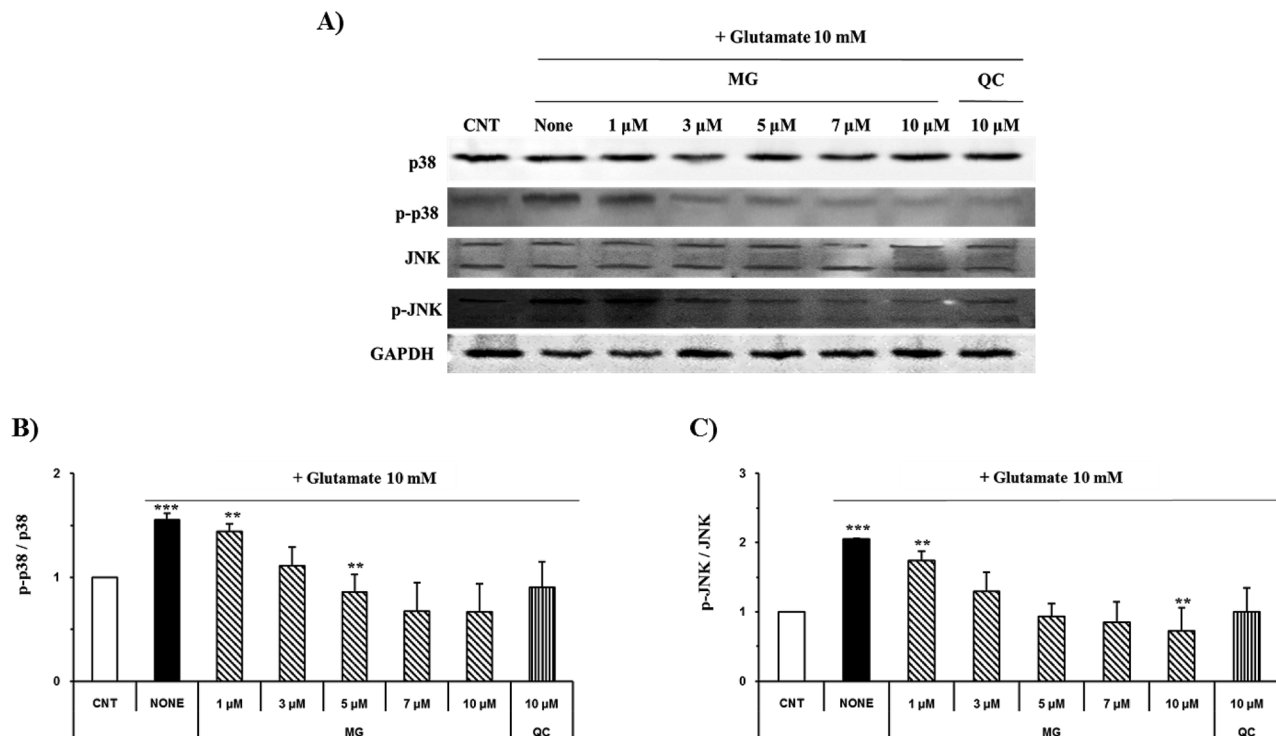 A)
+ Glutamate 10 mM
MG QC
CNT None 1 µM 3 µM 5 µM 7 µM 10 µM 10 µM
p38
p-p38
JNK
p-JNK
GAPDH
B)
+ Glutamate 10 mM
p-p38 / p38
2
1
0
*** ** **
CNT NONE 1 µM 3 µM 5 µM 7 µM 10 µM 10 µM
MG QC
C)
+ Glutamate 10 mM
p-JNK / JNK
3
2
1
0
*** ** **
CNT NONE 1 µM 3 µM 5 µM 7 µM 10 µM 10 µM
MG QC